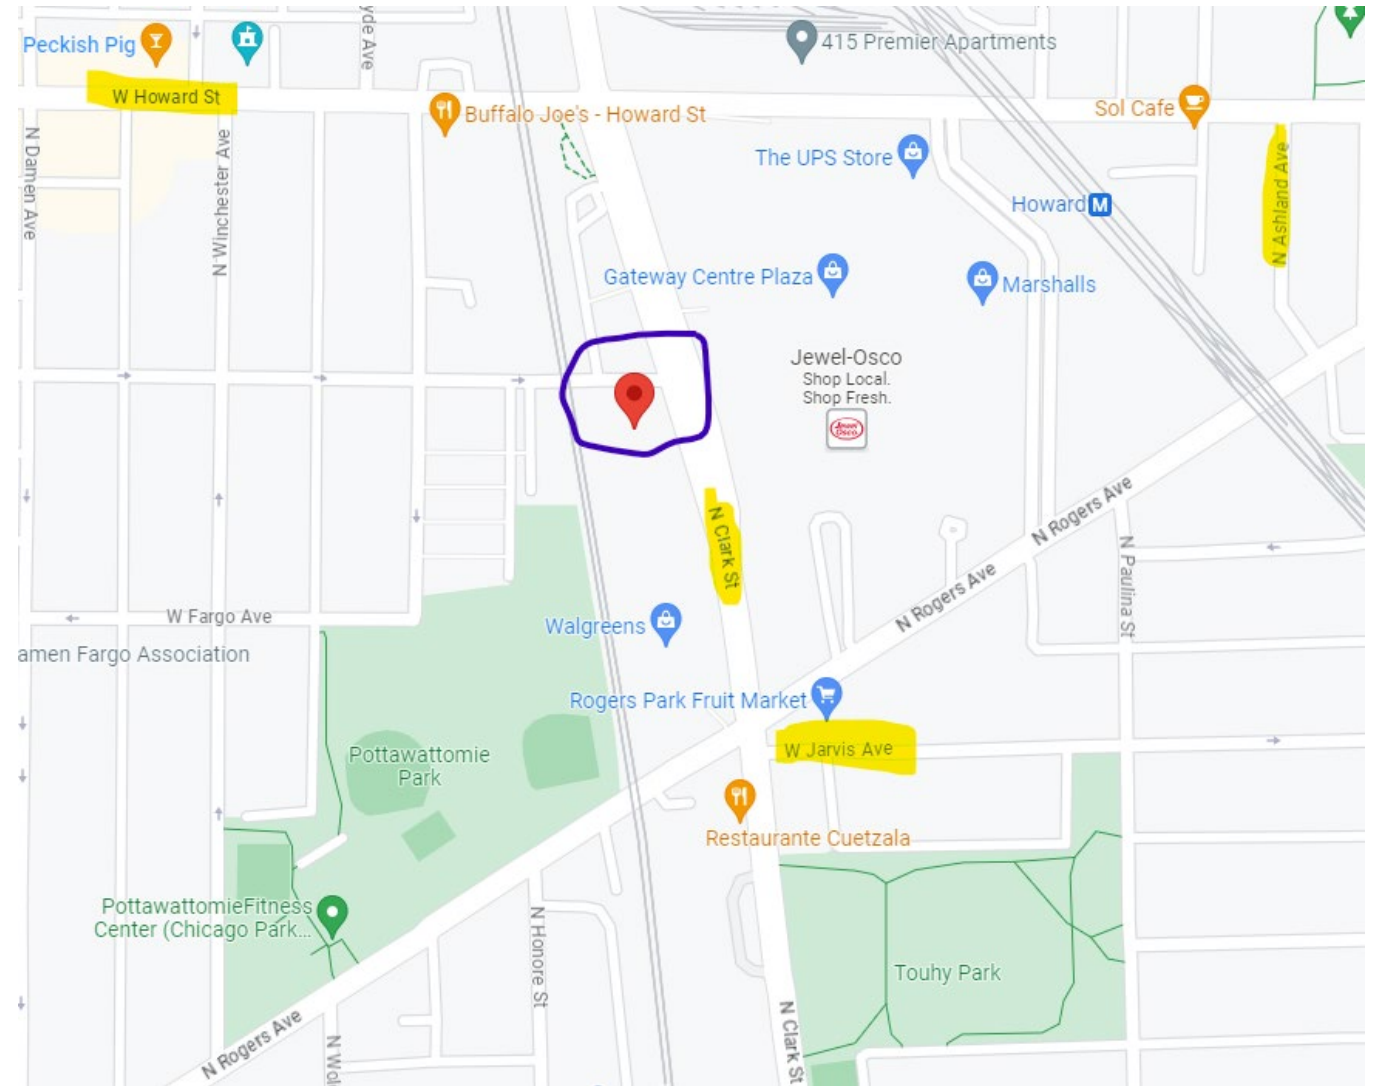 yde Ave
Peckish Pig
415 Premier Apartments
W Howard St
Buffalo Joe's - Howard St
Sol Cafe
N Damen Ave
N Winchester Ave
The UPS Store
N Ashland Ave
Howard M
Gateway Centre Plaza
Marshalls
Jewel-Osco
Shop Local.
Shop Fresh.
Jewel
Osco
N Clark St
N Rogers Ave
N Rogers Ave
N Paulina St
W Fargo Ave
Walgreens
amen Fargo Association
Rogers Park Fruit Market
W Jarvis Ave
Pottawattomie
Park
Restaurante Cuetzala
PottawattomieFitness
Center (Chicago Park...
N Honore St
Touhy Park
N Rogers Ave
N Wol
N Clark St